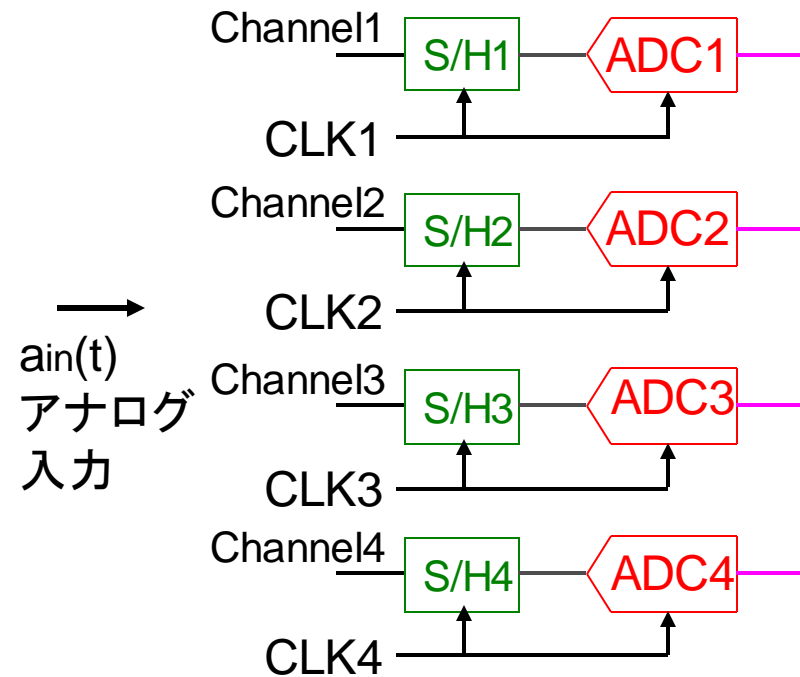 Channel1
S/H1
ADC1
CLK1
Channel2
S/H2
ADC2
CLK2
ain(t)
アナログ
入力
Channel3
S/H3
ADC3
CLK3
Channel4
S/H4
ADC4
CLK4